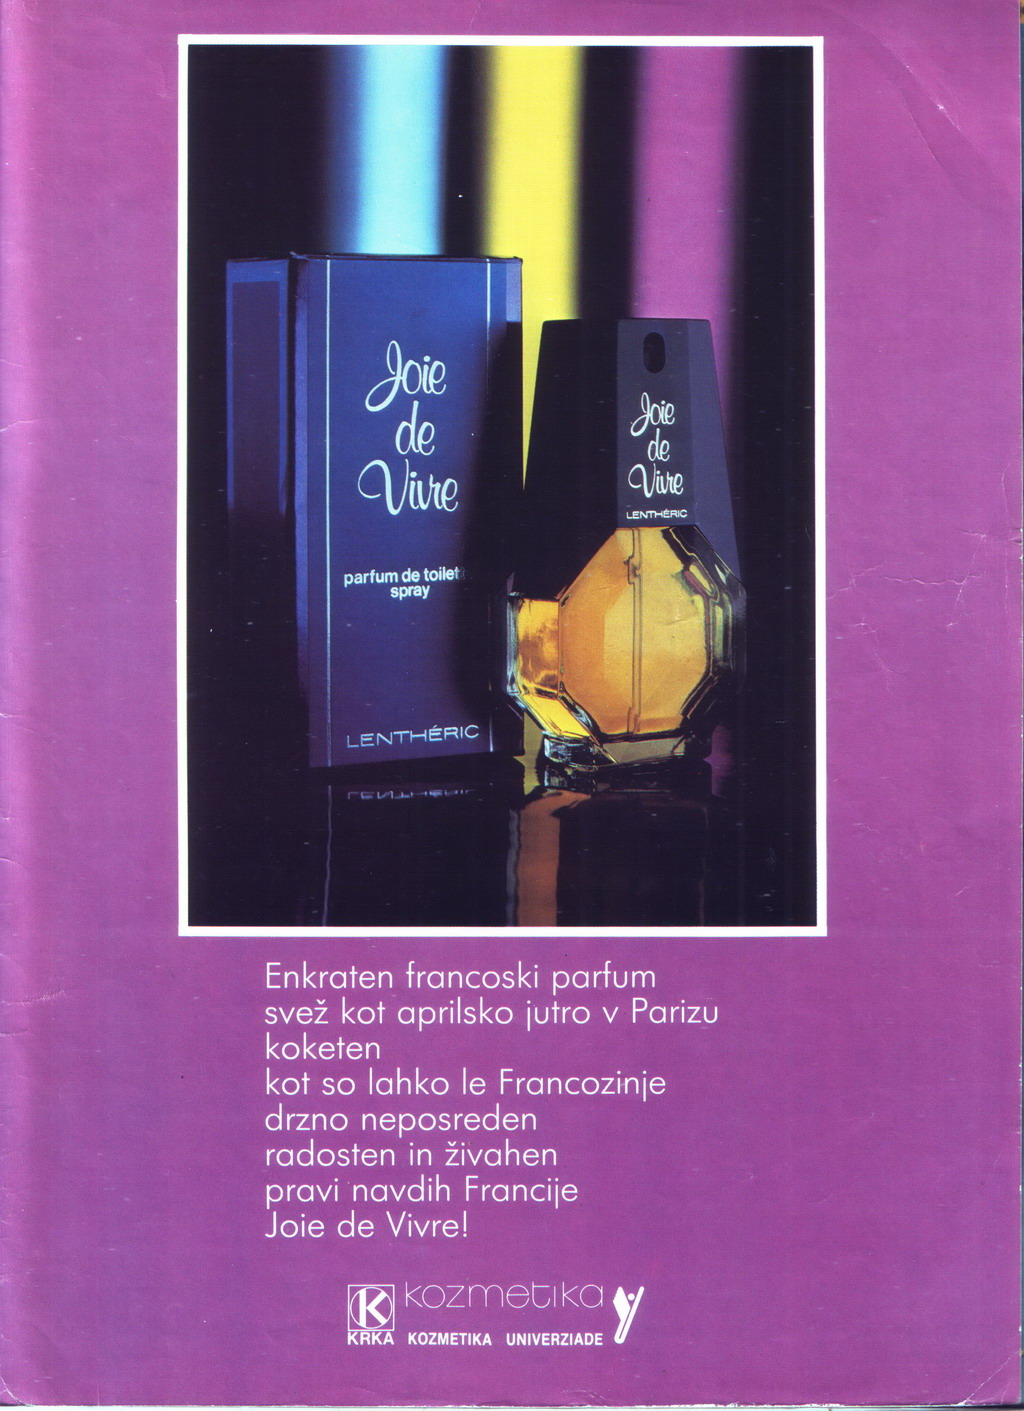 Joie
de
Vivre
parfum de toilet
spray
LENTHÉRIC
Joie
de
Vivre
LENTHÉRIC
LENTHÉRIC
Enkraten francoski parfum
svež kot aprilsko jutro v Parizu
koketen
kot so lahko le Francozinje
drzno neposreden
radosten in živahen
pravi navdih Francije
Joie de Vivre!
K kozmetika
KRKA KOZMETIKA UNIVERZIADE